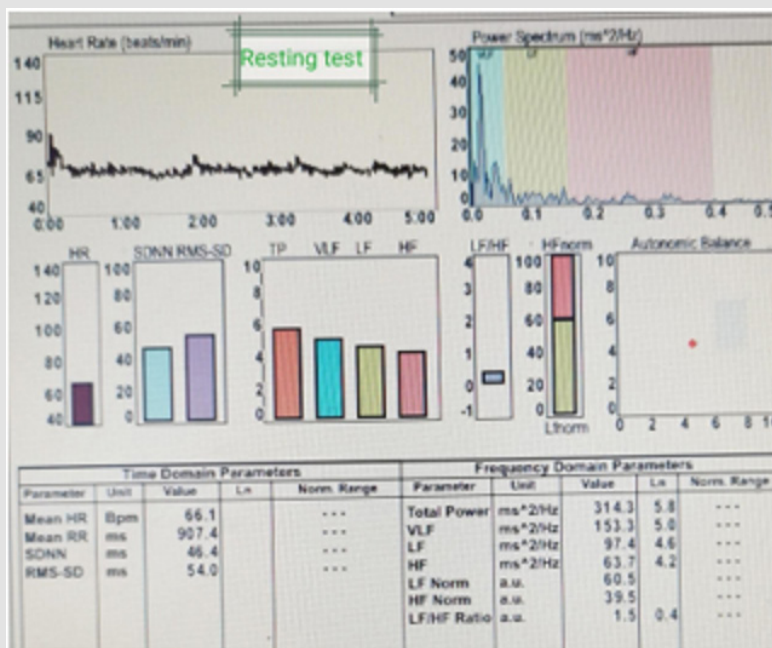 Heart Rate (beats/min)
Resting test
140
115
90
65
40
0:00 1:00 2:00 3:00 4:00 5:00
Power Spectrum (ms^2/Hz)
VLF LF HF
50
40
30
20
10
0
0.0 0.1 0.2 0.3 0.4 0.5
HR
140
120
100
80
60
40
SDNN RMS-SD
100
80
60
40
20
0
TP VLF LF HF
10
8
6
4
2
0
LF/HF
4
3
2
1
0
-1
HFnorm
100
80
60
40
20
0
Lfnorm
Autonomic Balance
10
8
6
4
2
0
0 2 4 6 8 10
Time Domain Parameters
Parameter Unit Value Ln Norm. Range
Mean HR Bpm 66.1 ---
Mean RR ms 907.4 ---
SDNN ms 46.4 ---
RMS-SD ms 54.0 ---
Frequency Domain Parameters
Parameter Unit Value Ln Norm. Range
Total Power ms^2/Hz 314.3 5.8 ---
VLF ms^2/Hz 153.3 5.0 ---
LF ms^2/Hz 97.4 4.6 ---
HF ms^2/Hz 63.7 4.2 ---
LF Norm a.u. 60.5 ---
HF Norm a.u. 39.5 ---
LF/HF Ratio a.u. 1.5 0.4 ---